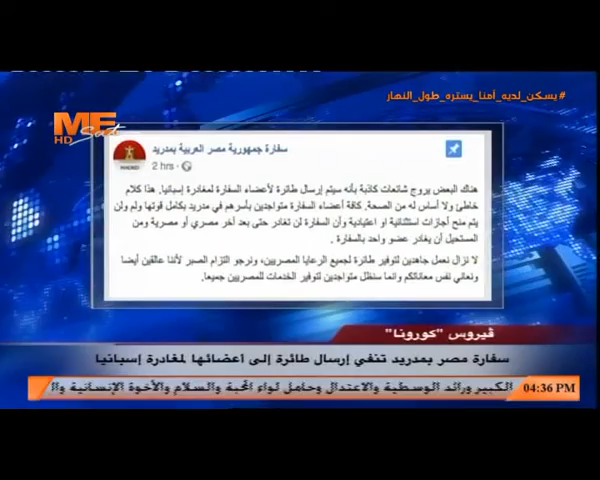 #يسكن_لديه_أمنا_يستره_طول_النهار
ME Sat
HD
سفارة جمهورية مصر العربية بمدريد
2 hrs
هناك البعض يروج شائعات كاذبة بأنه سيتم إرسال طائرة لأعضاء السفارة لمغادرة إسبانيا. هذا كلام
خاطئ ولا أساس له من الصحة. كافة أعضاء السفارة متواجدين بأسرهم في مدريد بكامل قوتها ولم ولن
يتم منح أجازات استثنائية او اعتيادية وأن السفارة لن تغادر حتى بعد آخر مصري أو مصرية ومن
المستحيل أن يغادر عضو واحد بالسفارة .
لا نزال نعمل جاهدين لتوفير طائرة لجميع الرعايا المصريين، ونرجو التزام الصبر لأننا عالقين أيضا
ونعاني نفس معاناتكم وانما سنظل متواجدين لتوفير الخدمات للمصريين جميعا.
ڤيروس "كورونا"
سفارة مصر بمدريد تنفي إرسال طائرة إلى أعضائها لمغادرة إسبانيا
الكبير ورائد الوسطية والاعتدال وحامل لواء المحبة والسلام والأخوة الإنسانية وال
04:36 PM